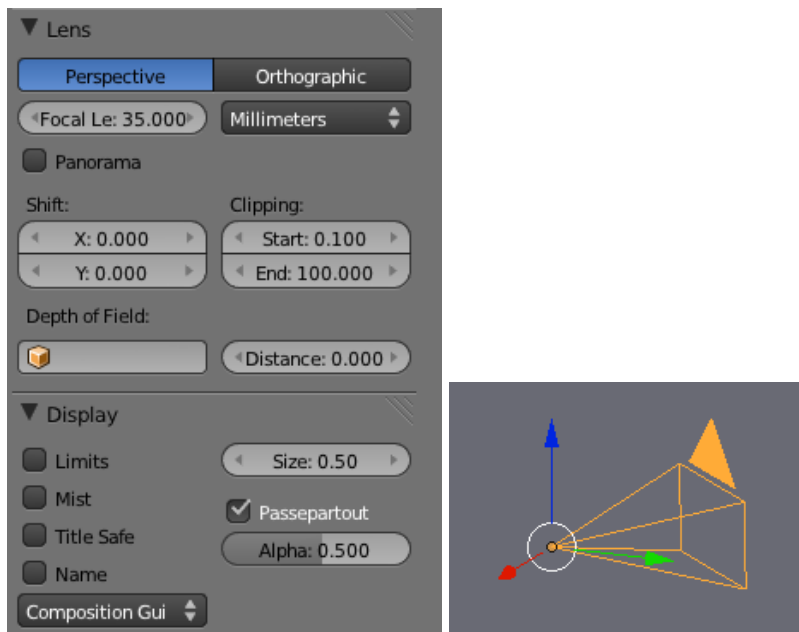 Lens
Perspective Orthographic
Focal Le: 35.000 Millimeters
Panorama
Shift: Clipping:
X: 0.000 Start: 0.100
Y: 0.000 End: 100.000
Depth of Field:
Distance: 0.000
Display
Limits Size: 0.50
Mist Passepartout
Title Safe Alpha: 0.500
Name
Composition Gui